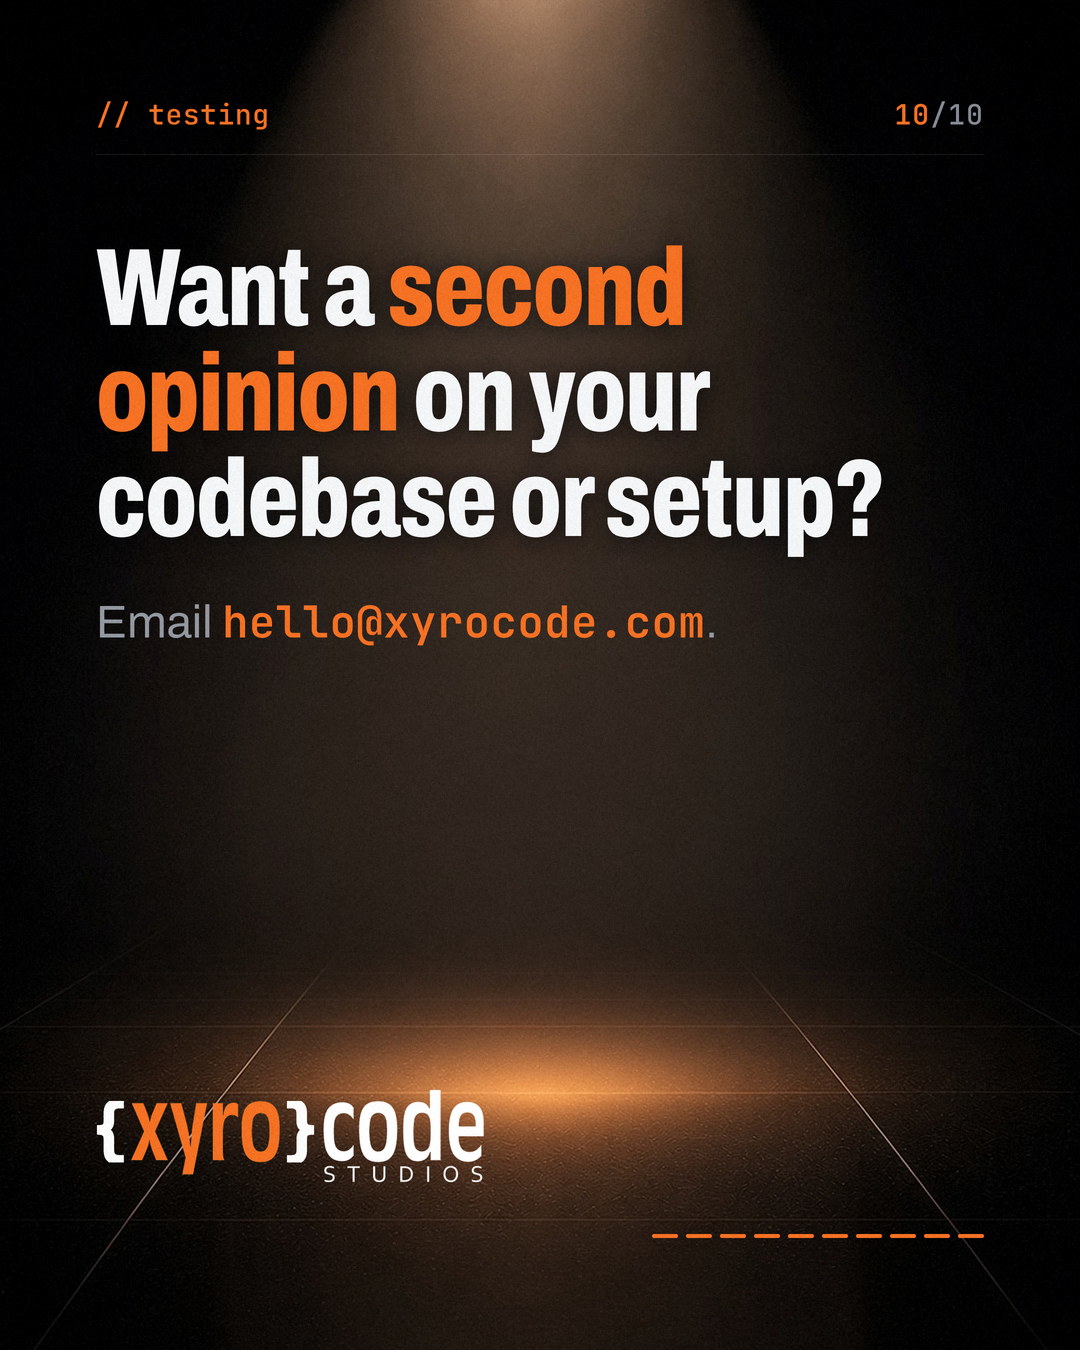 // testing
10/10
Want a second
opinion on your
codebase or setup?
Email hello@xyrocode.com.
{xyro}code
STUDIOS